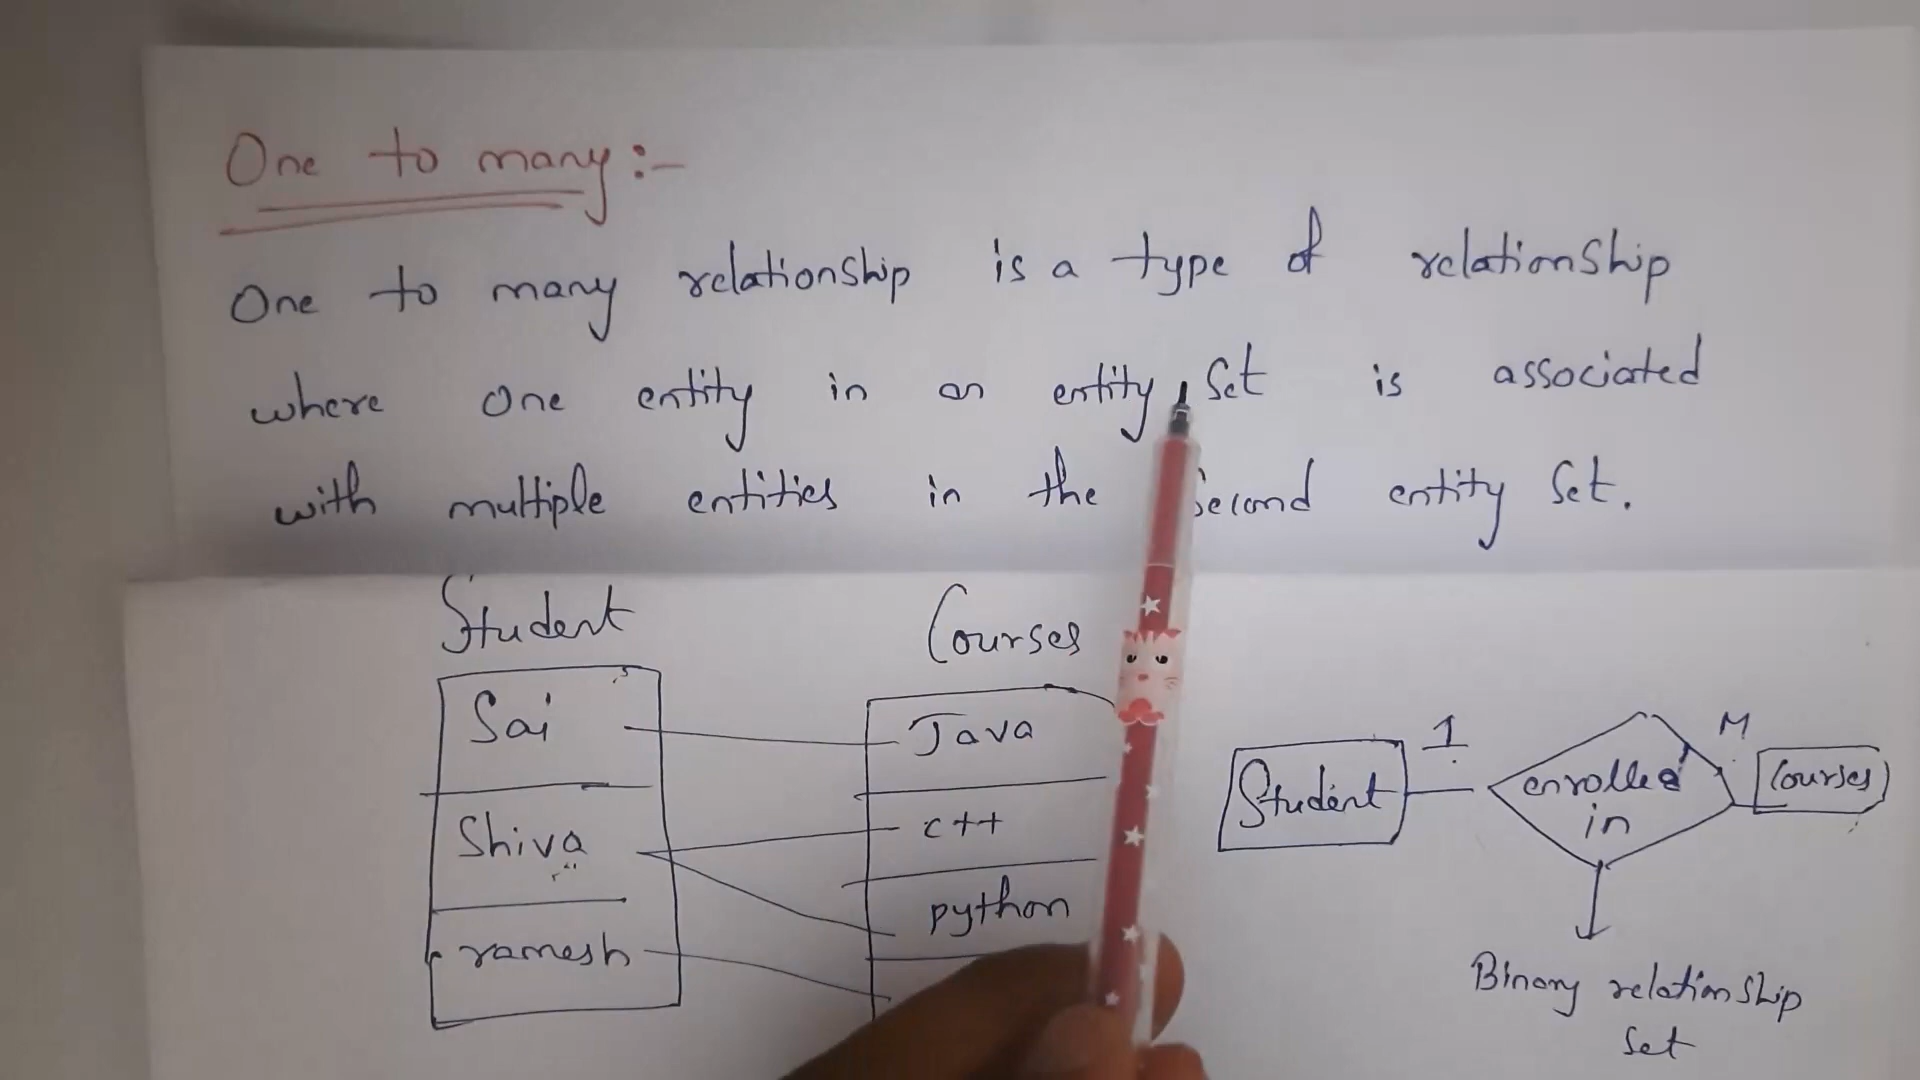 One to many:-
One to many relationship is a type of relationship
where one entity in an entity set is associated
with multiple entities in the second entity set.
Student
Courses
Sai
Shiva
ramesh
Java
c++
python
Student
1
enrolled
in
M
Courses
Binary relationship
set